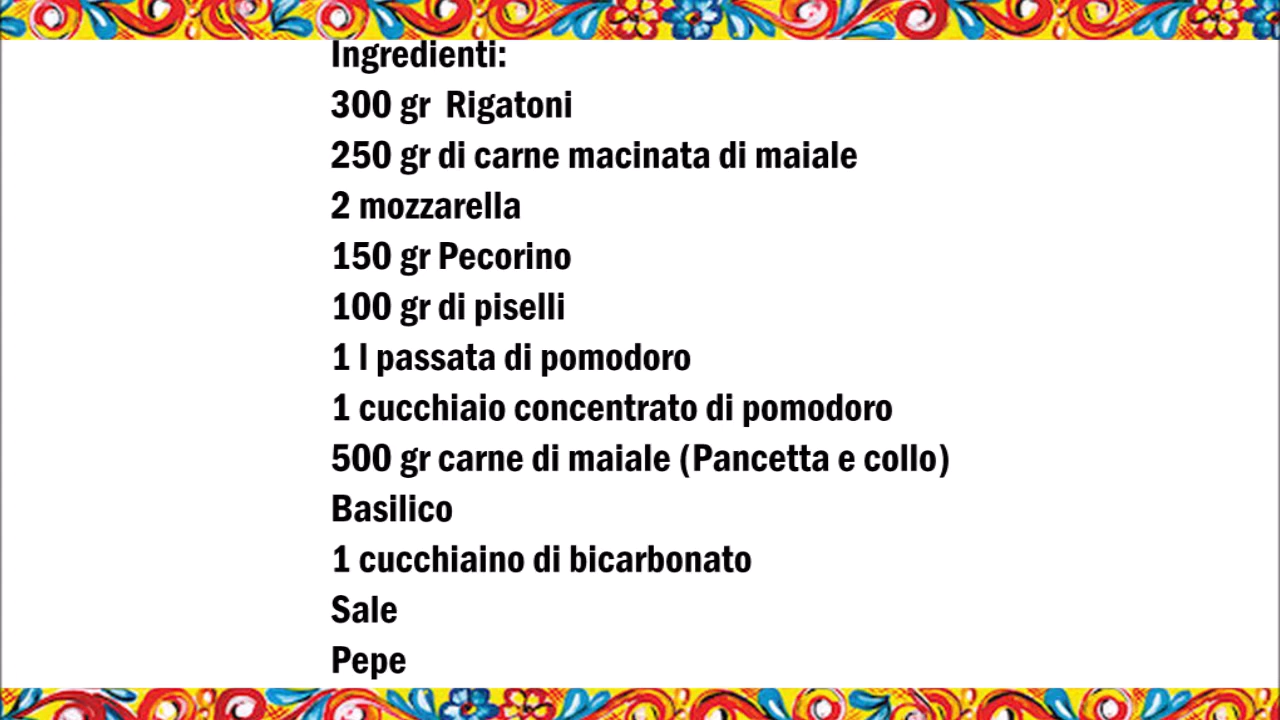 Ingredienti:
300 gr  Rigatoni
250 gr di carne macinata di maiale
2 mozzarella
150 gr Pecorino
100 gr di piselli
1 l passata di pomodoro
1 cucchiaio concentrato di pomodoro
500 gr carne di maiale (Pancetta e collo)
Basilico
1 cucchiaino di bicarbonato
Sale
Pepe